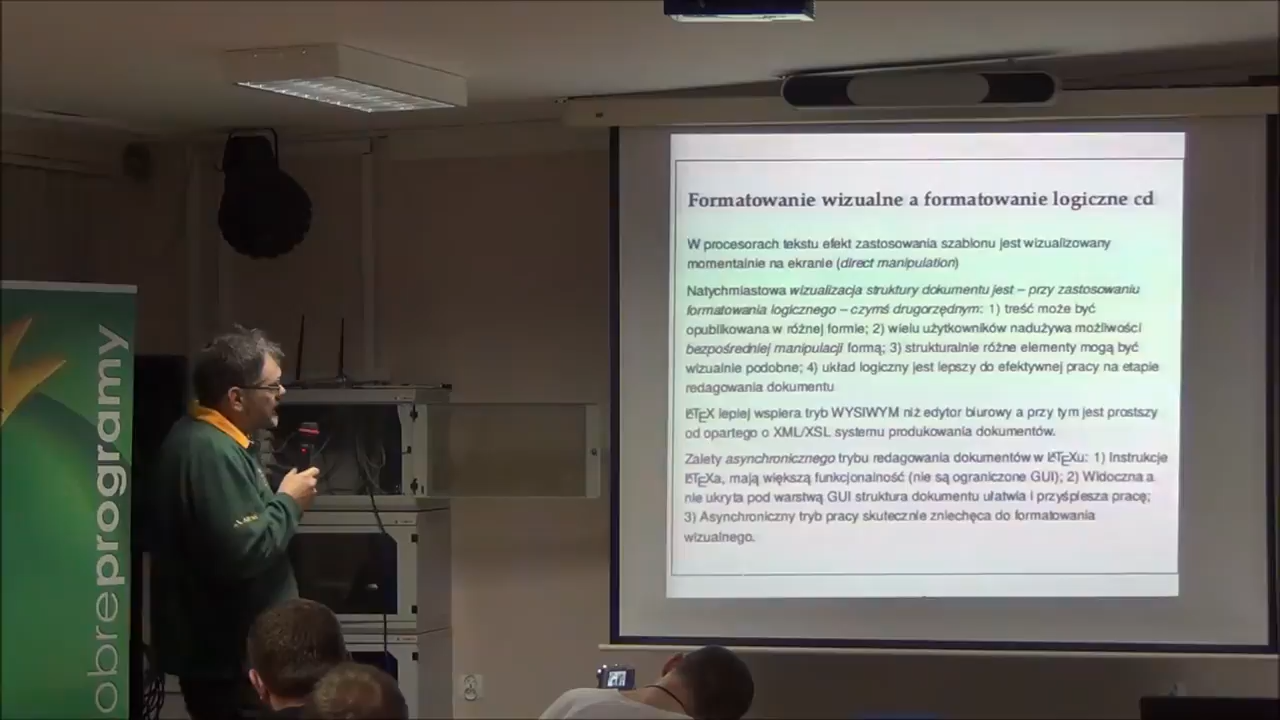 Formatowanie wizualne a formatowanie logiczne cd
W procesorach tekstu efekt zastosowania szablonu jest wizualizowany
momentalnie na ekranie (direct manipulation)
Natychmiastowa wizualizacja struktury dokumentu jest – przy zastosowaniu
formatowania logicznego – czymś drugorzędnym: 1) treść może być
opublikowana w różnej formie; 2) wielu użytkowników nadużywa możliwości
bezpośredniej manipulacji formą; 3) strukturalnie różne elementy mogą być
wizualnie podobne; 4) układ logiczny jest lepszy do efektywnej pracy na etapie
redagowania dokumentu
LATEX lepiej wspiera tryb WYSIWYM niż edytor biurowy a przy tym jest prostszy
od opartego o XML/XSL systemu produkowania dokumentów.
Zalety asynchronicznego trybu redagowania dokumentów w LATEXu: 1) Instrukcje
LATEXa, mają większą funkcjonalność (nie są ograniczone GUI); 2) Widoczna a
nie ukryta pod warstwą GUI struktura dokumentu ułatwia i przyśpiesza pracę;
3) Asynchroniczny tryb pracy skutecznie zniechęca do formatowania
wizualnego.
obreprogramy